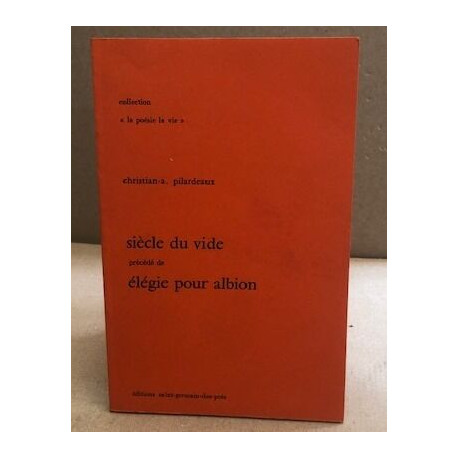 collection
« la poésie la vie »
christian-a. pilardeaux
siècle du vide
précédé de
élégie pour albion
éditions saint-germain-des-prés